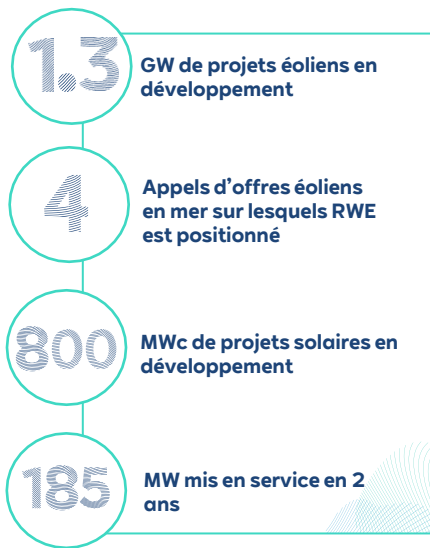 1.3
GW de projets éoliens en
développement
4
Appels d'offres éoliens
en mer sur lesquels RWE
est positionné
800
MWc de projets solaires en
développement
185
MW mis en service en 2
ans